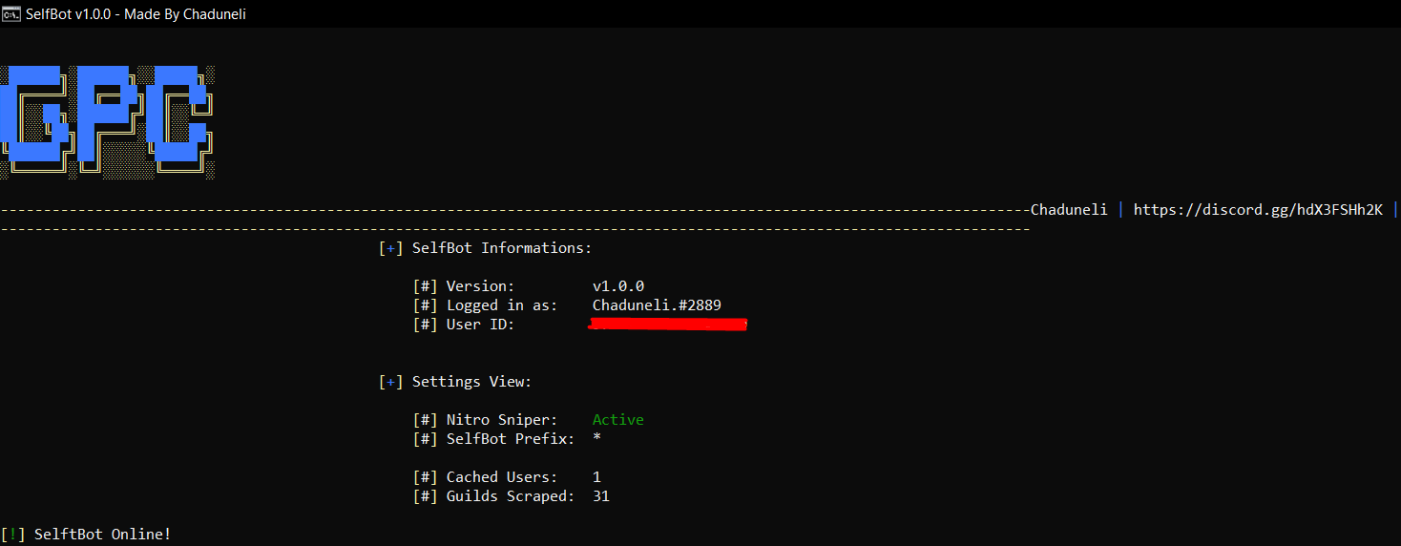 SelfBot v1.0.0 - Made By Chaduneli
GPC
------------------------------------------------------------------------------------------------------------------------Chaduneli | https://discord.gg/hdX3FSHh2K |
------------------------------------------------------------------------------------------------------------------------
[+] SelfBot Informations:
[#] Version: v1.0.0
[#] Logged in as: Chaduneli.#2889
[#] User ID:
[+] Settings View:
[#] Nitro Sniper: Active
[#] SelfBot Prefix: *
[#] Cached Users: 1
[#] Guilds Scraped: 31
[!] SelftBot Online!